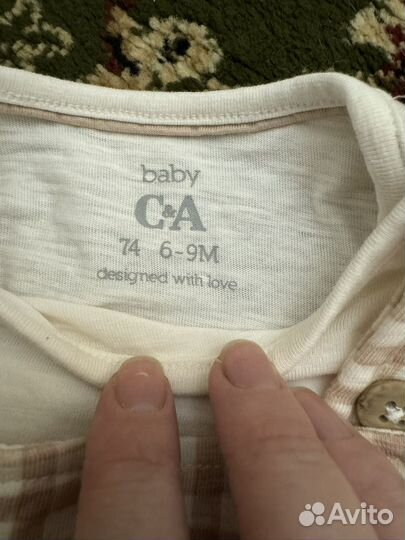 baby
C&A
74 6-9M
designed with love
Avito